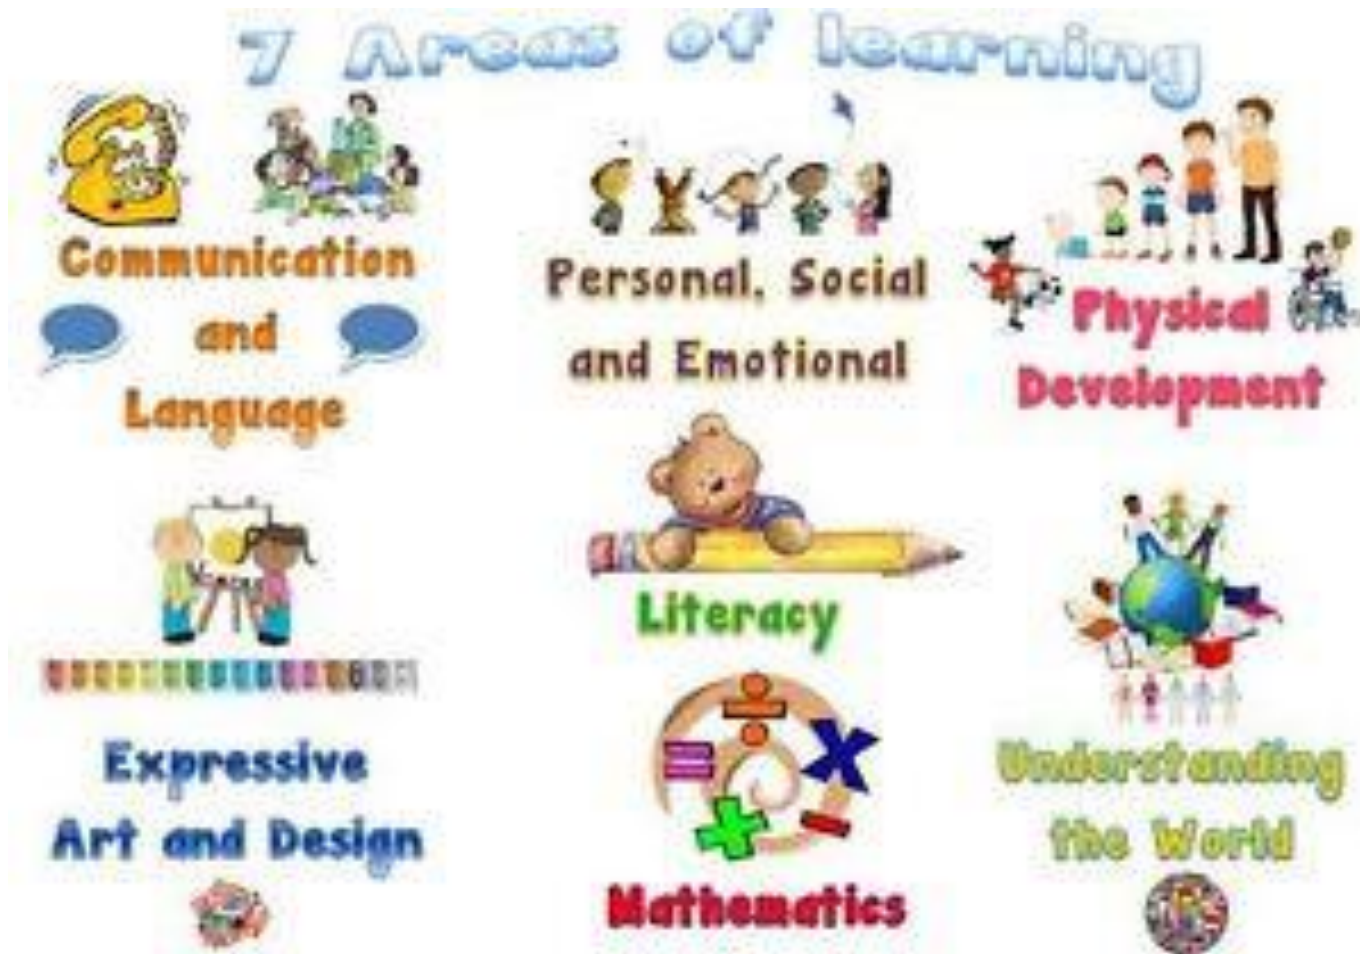 7 Areas of learning
Communication
and
Language
Personal, Social
and Emotional
Physical
Development
Expressive
Art and Design
Literacy
Mathematics
Understanding
the World